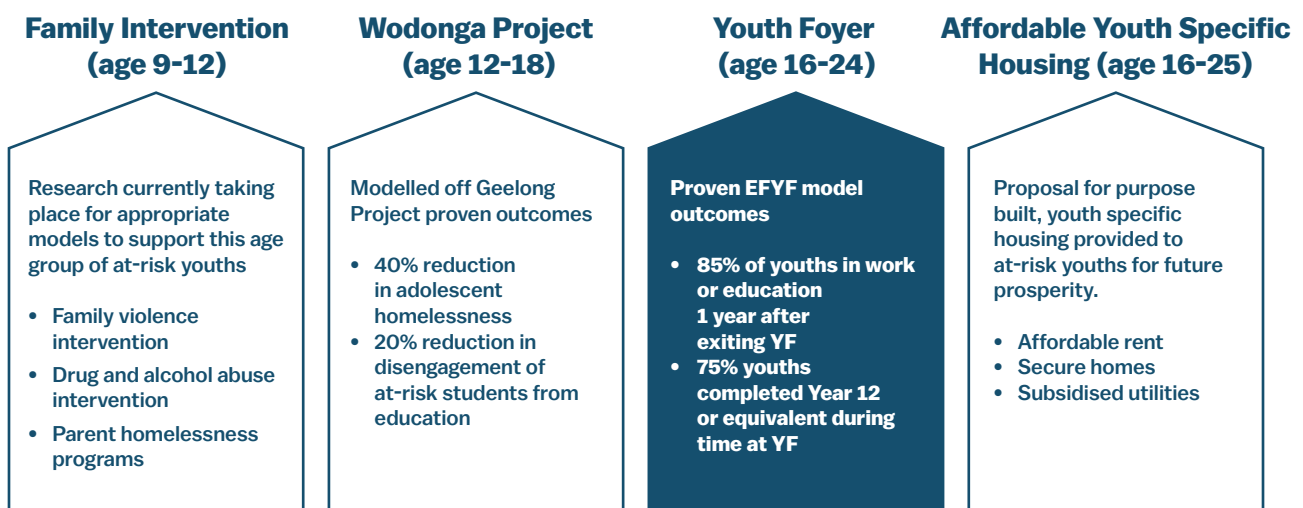 Family Intervention
(age 9-12)
Research currently taking
place for appropriate
models to support this age
group of at-risk youths
• Family violence
intervention
• Drug and alcohol abuse
intervention
• Parent homelessness
programs
Wodonga Project
(age 12-18)
Modelled off Geelong
Project proven outcomes
• 40% reduction
in adolescent
homelessness
• 20% reduction in
disengagement of
at-risk students from
education
Youth Foyer
(age 16-24)
Proven EFYF model
outcomes
• 85% of youths in work
or education
1 year after
exiting YF
• 75% youths
completed Year 12
or equivalent during
time at YF
Affordable Youth Specific
Housing (age 16-25)
Proposal for purpose
built, youth specific
housing provided to
at-risk youths for future
prosperity.
• Affordable rent
• Secure homes
• Subsidised utilities